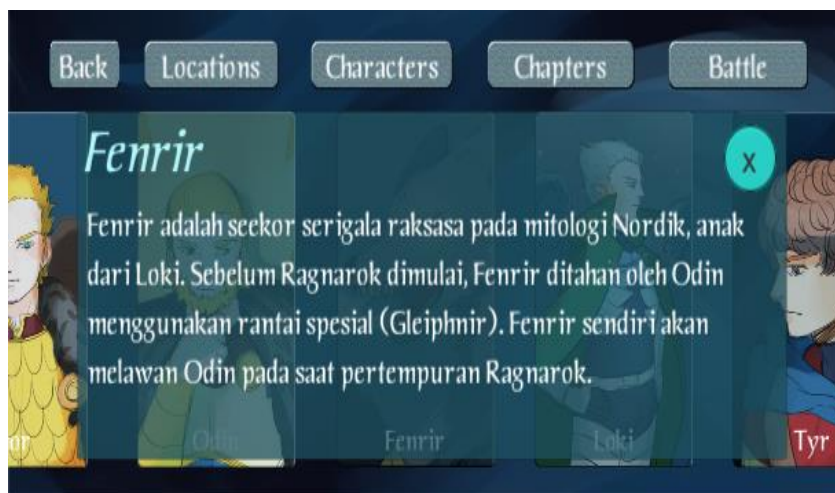 Back Locations Characters Chapters Battle
Fenrir
X
Fenrir adalah seekor serigala raksasa pada mitologi Nordik, anak
dari Loki. Sebelum Ragnarok dimulai, Fenrir ditahan oleh Odin
menggunakan rantai spesial (Gleiphnir). Fenrir sendiri akan
melawan Odin pada saat pertempuran Ragnarok.
Odin Fenrir Loki Tyr